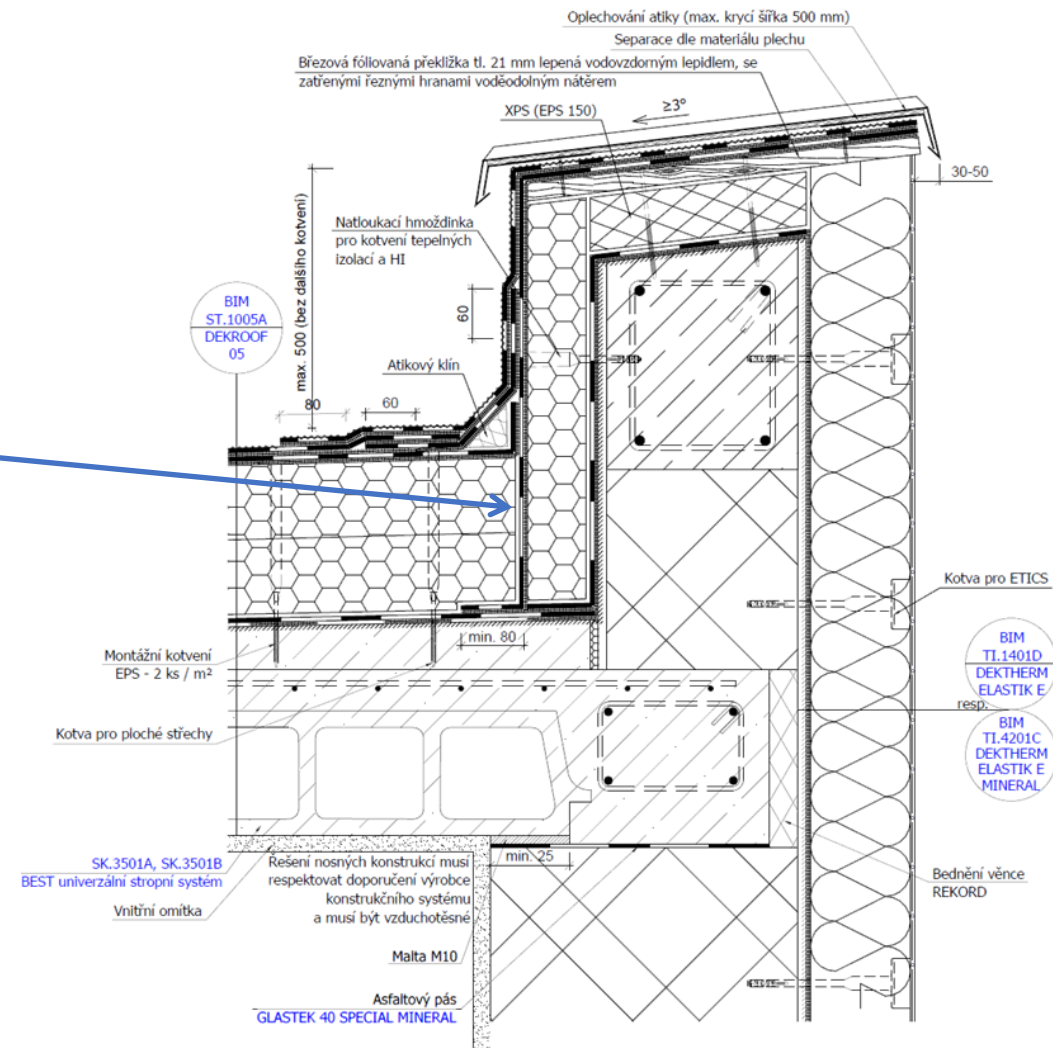 Oplechování atiky (max. krycí šířka 500 mm)
Separace dle materiálu plechu
Březová fóliovaná překližka tl. 21 mm lepená vodovzdorným lepidlem, se
zatřenými řeznými hranami voděodolným nátěrem
XPS (EPS 150)
≥3°
30-50
Natloukací hmoždinka
pro kotvení tepelných
izolací a HI
max. 500 (bez dalšího kotvení)
60
BIM
ST.1005A
DEKROOF
05
Atikový klín
80
60
Kotva pro ETICS
min. 80
BIM
TI.1401D
DEKTHERM
ELASTIK E
resp.
BIM
TI.4201C
DEKTHERM
ELASTIK E
MINERAL
Montážní kotvení
EPS - 2 ks / m²
Kotva pro ploché střechy
SK.3501A, SK.3501B
BEST univerzální stropní systém
Vnitřní omítka
Řešení nosných konstrukcí musí
respektovat doporučení výrobce
konstrukčního systému
a musí být vzduchotěsné
min. 25
Bednění věnce
REKORD
Malta M10
Asfaltový pás
GLASTEK 40 SPECIAL MINERAL